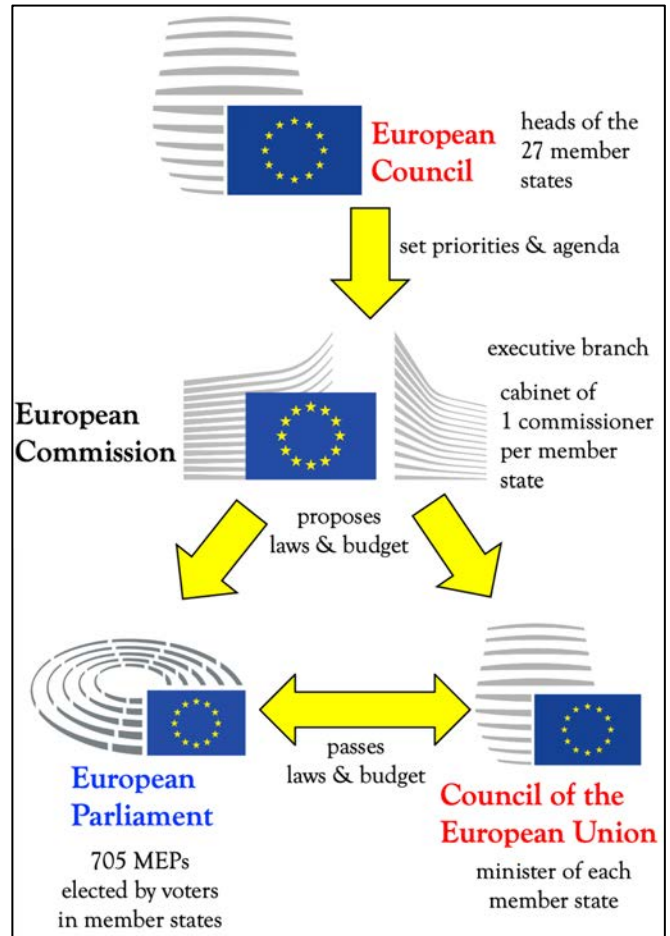 European
Council
heads of the
27 member
states
set priorities & agenda
executive branch
European
Commission
cabinet of
1 commissioner
per member
state
proposes
laws & budget
passes
laws & budget
European
Parliament
705 MEPs
elected by voters
in member states
Council of the
European Union
minister of each
member state